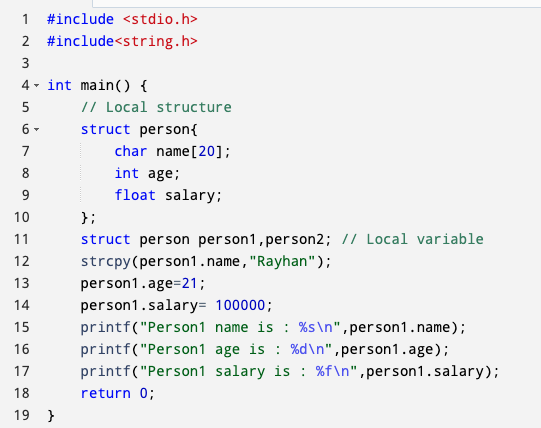 1 #include <stdio.h>
2 #include<string.h>
3
4 int main() {
5     // Local structure
6     struct person{
7         char name[20];
8         int age;
9         float salary;
10     };
11     struct person person1,person2; // Local variable
12     strcpy(person1.name,"Rayhan");
13     person1.age=21;
14     person1.salary= 100000;
15     printf("Person1 name is : %s\n",person1.name);
16     printf("Person1 age is : %d\n",person1.age);
17     printf("Person1 salary is : %f\n",person1.salary);
18     return 0;
19 }